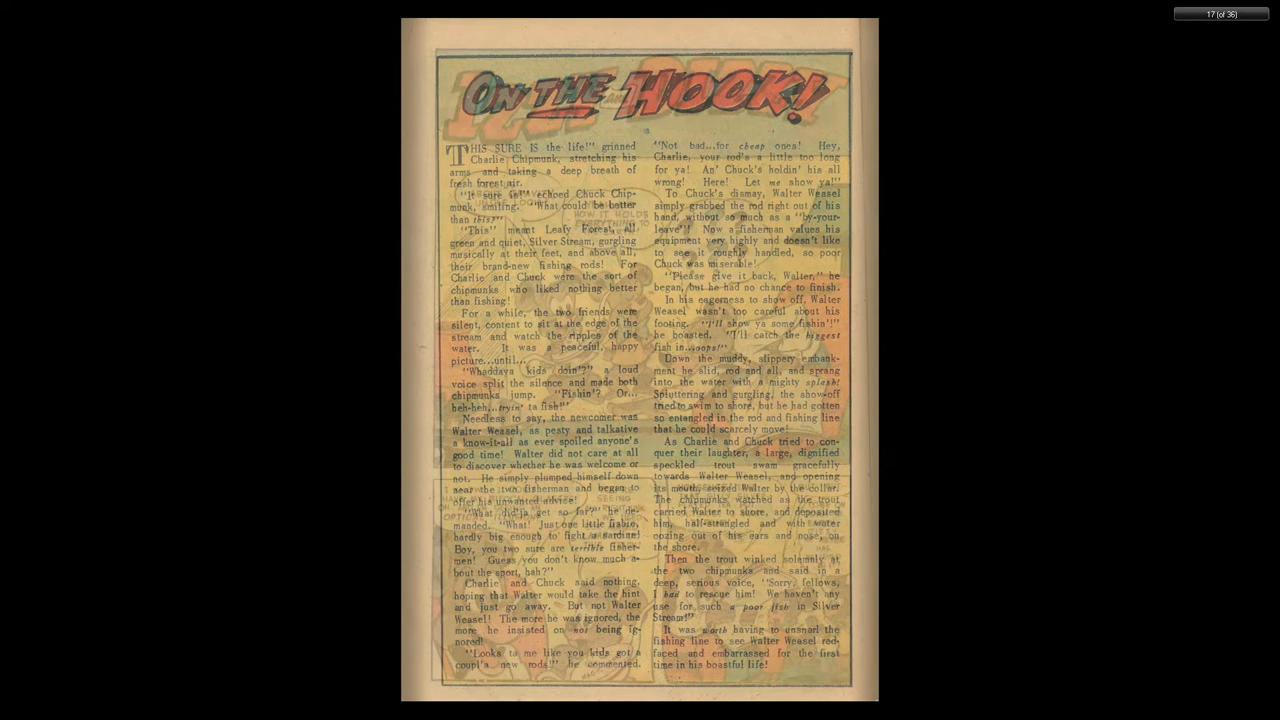 17 (of 36)
ON THE HOOK!
THIS SURE IS the life!" grinned
Charlie Chipmunk, stretching his
arms and taking a deep breath of
fresh forest air.
"It sure is!" echoed Chuck Chip-
munk, smiling. "What could be better
than this?"
"This" meant Leafy Forest, all
green and quiet, Silver Stream, gurgling
musically at their feet, and above all,
their brand-new fishing rods! For
Charlie and Chuck were the sort of
chipmunks who liked nothing better
than fishing!
For a while, the two friends were
silent, content to sit at the edge of the
stream and watch the ripples of the
water. It was a peaceful, happy
picture...until...
"Whaddaya kids doin'?" a loud
voice split the silence and made both
chipmunks jump. "Fishin'? Or...
heh-heh...tryin' ta fish!"
Needless to say, the newcomer was
Walter Weasel, as pesty and talkative
a know-it-all as ever spoiled anyone's
good time! Walter did not care at all
to discover whether he was welcome or
not. He simply plumped himself down
near the two fisherman and began to
offer his unwanted advice!
"What did'ja get so far?" he de-
manded. "What! Just one little fishie,
hardly big enough to fight a sardine!
Boy, you two sure are terrible fisher-
men! Guess you don't know much a-
bout the sport, hah?"
Charlie and Chuck said nothing,
hoping that Walter would take the hint
and just go away. But not Walter
Weasel! The more he was ignored, the
more he insisted on not being ig-
nored!
"Looks ta me like you kids got a
coupl'a new rods!" he commented.
"Not bad...for cheap ones! Hey,
Charlie, your rod's a little too long
for ya! An' Chuck's holdin' his all
wrong! Here! Let me show ya!"
To Chuck's dismay, Walter Weasel
simply grabbed the rod right out of his
hand, without so much as a "by-your-
leave"! Now a fisherman values his
equipment very highly and doesn't like
to see it roughly handled, so poor
Chuck was miserable!
"Please give it back, Walter," he
began, but he had no chance to finish.
In his eagerness to show off, Walter
Weasel wasn't too careful about his
footing. "I'll show ya some fishin'!"
he boasted. "I'll catch the biggest
fish in...oops!"
Down the muddy, slippery embank-
ment he slid, rod and all, and sprang
into the water with a mighty splash!
Spluttering and gurgling, the show-off
tried to swim to shore, but he had gotten
so entangled in the rod and fishing line
that he could scarcely move!
As Charlie and Chuck tried to con-
quer their laughter, a large, dignified
speckled trout swam gracefully
towards Walter Weasel, and opening
its mouth, seized Walter by the collar.
The chipmunks watched as the trout
carried Walter to shore, and deposited
him, half-strangled and with water
oozing out of his ears and nose, on
the shore.
Then the trout winked solemnly at
the two chipmunks and said in a
deep, serious voice, "Sorry, fellows,
I had to rescue him! We haven't any
use for such a poor fish in Silver
Stream!"
It was worth having to unsnarl the
fishing line to see Walter Weasel red-
faced and embarrassed for the first
time in his boastful life!